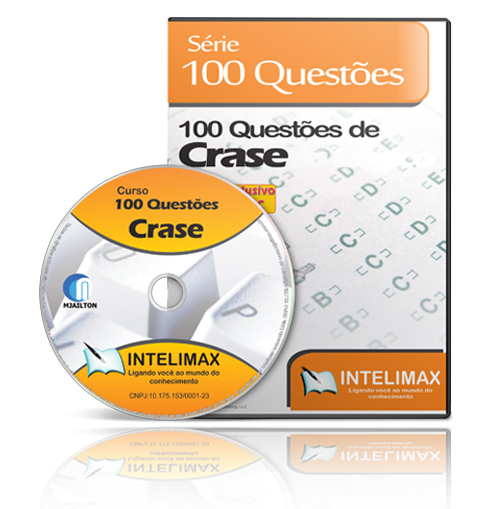 Série
100 Questões
100 Questões de
Crase
Curso
100 Questões
Crase
MJAILTON
INTELIMAX
Ligando você ao mundo do
conhecimento
CNPJ:10.175.153/0001-23
INTELIMAX
Ligando você ao mundo do
conhecimento